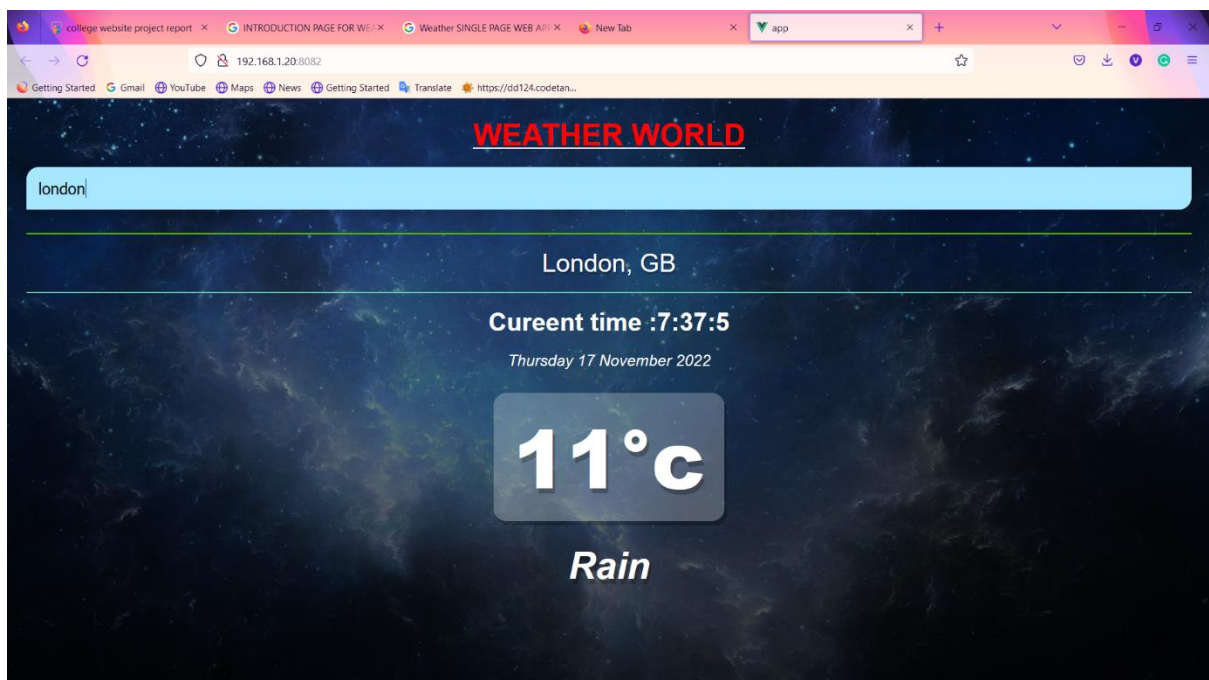 college website project report
INTRODUCTION PAGE FOR WEA
Weather SINGLE PAGE WEB APP
New Tab
app
192.168.1.20:8082
Getting Started Gmail YouTube Maps News Getting Started Translate https://dd124.codetan...
WEATHER WORLD
london
London, GB
Cureent time :7:37:5
Thursday 17 November 2022
11°c
Rain